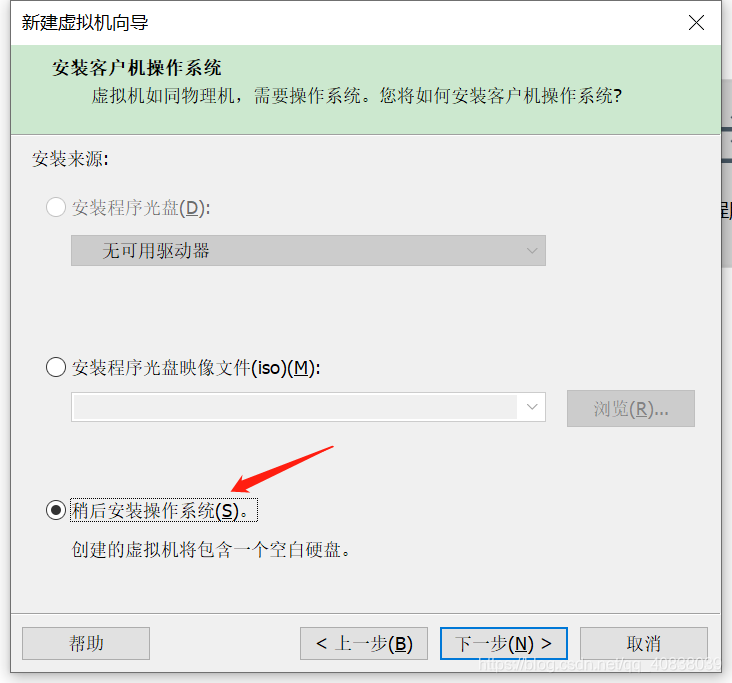 新建虚拟机向导
安装客户机操作系统
虚拟机如同物理机，需要操作系统。您将如何安装客户机操作系统?
安装来源:
安装程序光盘(D):
无可用驱动器
安装程序光盘映像文件(iso)(M):
浏览(R)...
稍后安装操作系统(S)。
创建的虚拟机将包含一个空白硬盘。
帮助
< 上一步(B)
下一步(N) >
取消
https://blog.csdn.net/qq_40838039